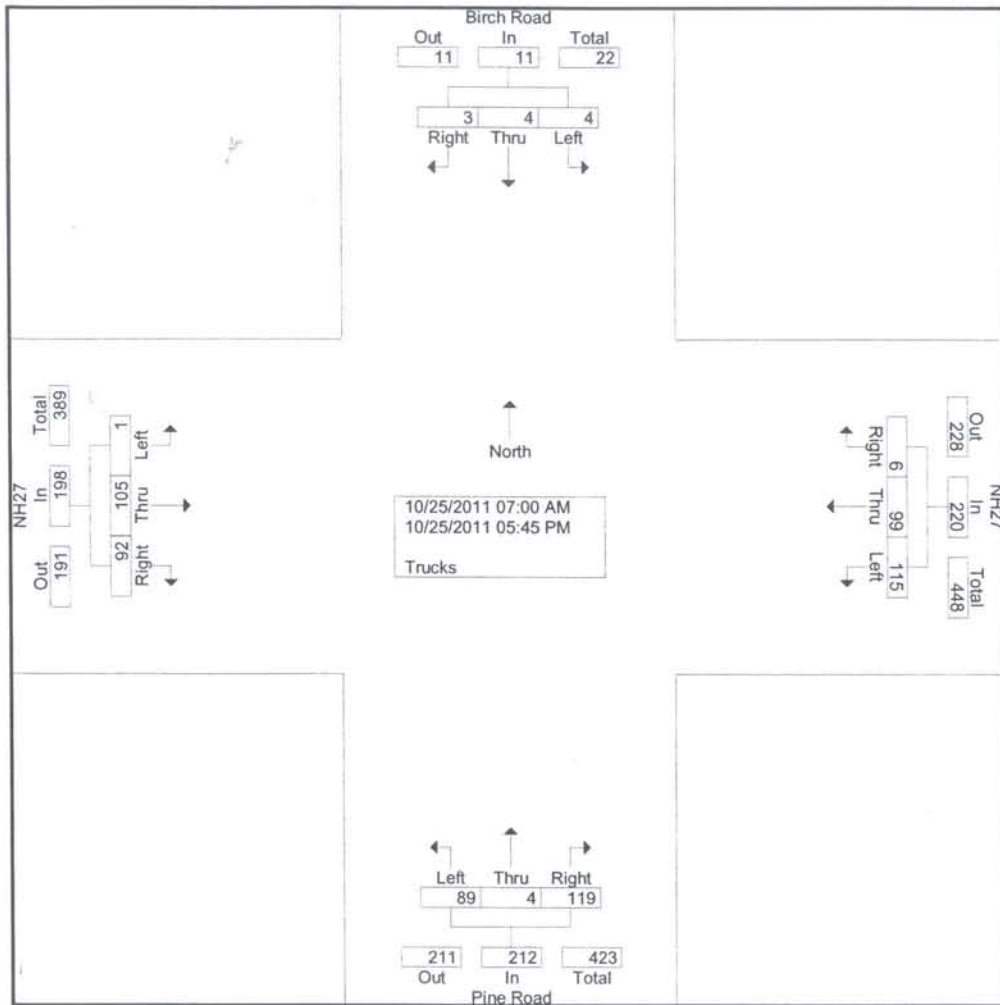 Birch Road
Out In Total
11 11 22
3 4 4
Right Thru Left
North
10/25/2011 07:00 AM
10/25/2011 05:45 PM
Trucks
NH27
Total In Out
389 198 191
1 105 92
Left Thru Right
NH27
Out In Total
228 220 448
6 99 115
Right Thru Left
Left Thru Right
89 4 119
211 212 423
Out In Total
Pine Road